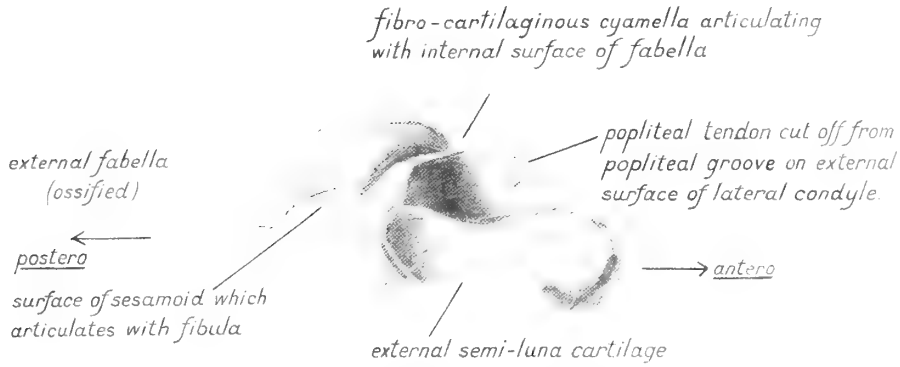 fibro-cartilaginous cyamella articulating
with internal surface of fabella
popliteal tendon cut off from
popliteal groove on external
surface of lateral condyle.
external fabella
(ossified)
postero
antero
surface of sesamoid which
articulates with fibula
external semi-luna cartilage